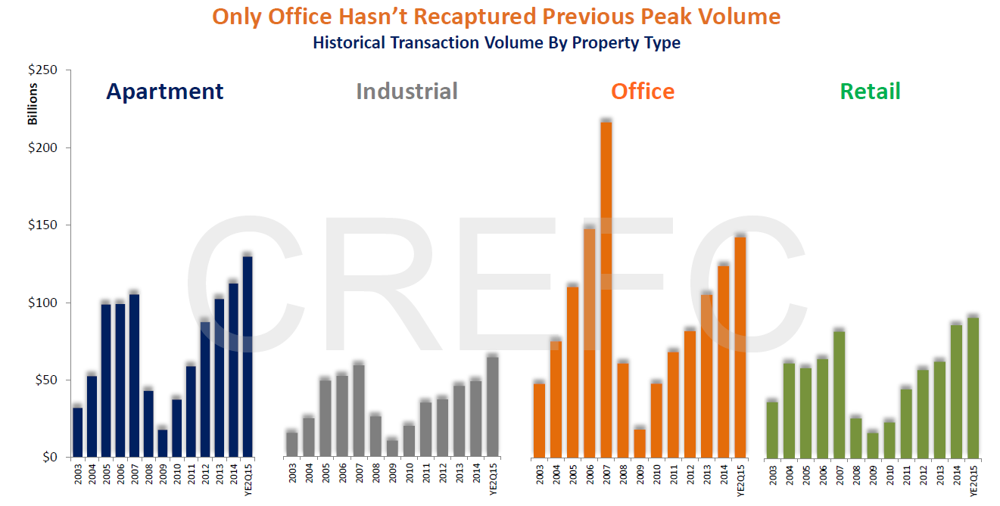 Only Office Hasn't Recaptured Previous Peak Volume
Historical Transaction Volume By Property Type
$250
$200
$150
$100
$50
$0
Billions
Apartment
Industrial
Office
Retail
CREFC
2003 2004 2005 2006 2007 2008 2009 2010 2011 2012 2013 2014 YE2Q15
2003 2004 2005 2006 2007 2008 2009 2010 2011 2012 2013 2014 YE2Q15
2003 2004 2005 2006 2007 2008 2009 2010 2011 2012 2013 2014 YE2Q15
2003 2004 2005 2006 2007 2008 2009 2010 2011 2012 2013 2014 YE2Q15